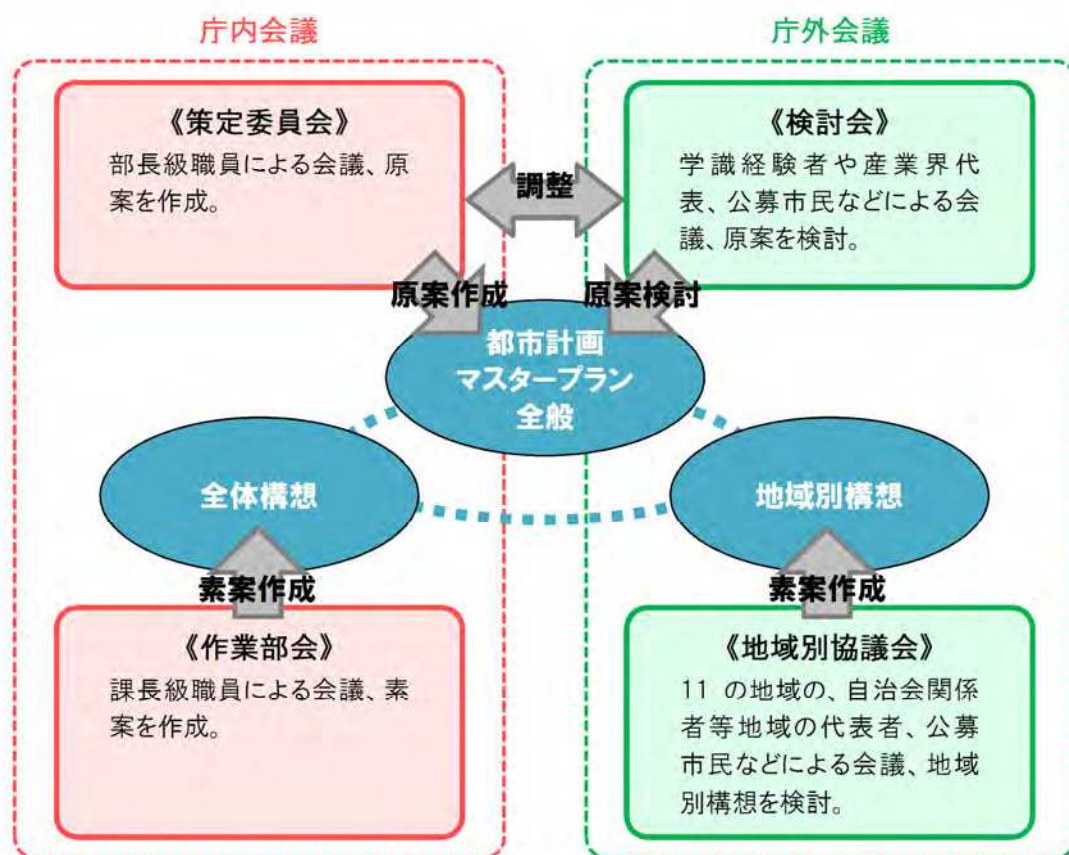 庁内会議
庁外会議
《策定委員会》
部長級職員による会議、原
案を作成。
調整
《検討会》
学識経験者や産業界代
表、公募市民などによる会
議、原案を検討。
原案作成
原案検討
都市計画
マスタープラン
全般
全体構想
地域別構想
素案作成
素案作成
《作業部会》
課長級職員による会議、素
案を作成。
《地域別協議会》
11 の地域の、自治会関係
者等地域の代表者、公募
市民などによる会議、地域
別構想を検討。